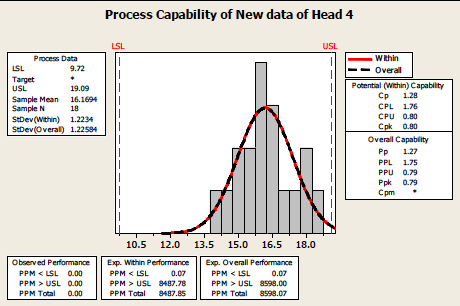 Process Capability of New data of Head 4
LSL USL
Process Data
LSL 9.72
Target *
USL 19.09
Sample Mean 16.1694
Sample N 18
StDev(Within) 1.2234
StDev(Overall) 1.22584
Within
Overall
Potential (Within) Capability
Cp 1.28
CPL 1.76
CPU 0.80
Cpk 0.80
Overall Capability
Pp 1.27
PPL 1.75
PPU 0.79
Ppk 0.79
Cpm *
10.5 12.0 13.5 15.0 16.5 18.0
Observed Performance
PPM < LSL 0.00
PPM > USL 0.00
PPM Total 0.00
Exp. Within Performance
PPM < LSL 0.07
PPM > USL 8487.78
PPM Total 8487.85
Exp. Overall Performance
PPM < LSL 0.07
PPM > USL 8598.00
PPM Total 8598.07